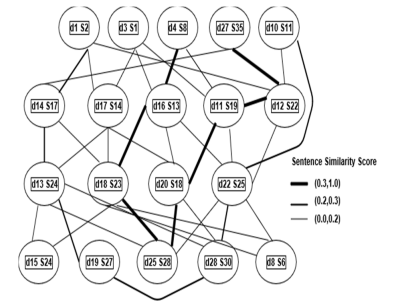 d1 S2 d3 S1 d4 S8 d27 S35 d10 S11
d14 S17 d17 S14 d16 S13 d11 S19 d12 S22
Sentence Similarity Score
d13 S24 d18 S23 d20 S18 d22 S25 (0.3,1.0)
(0.2,0.3)
(0.0,0.2)
d15 S24 d19 S27 d25 S28 d28 S30 d8 S6